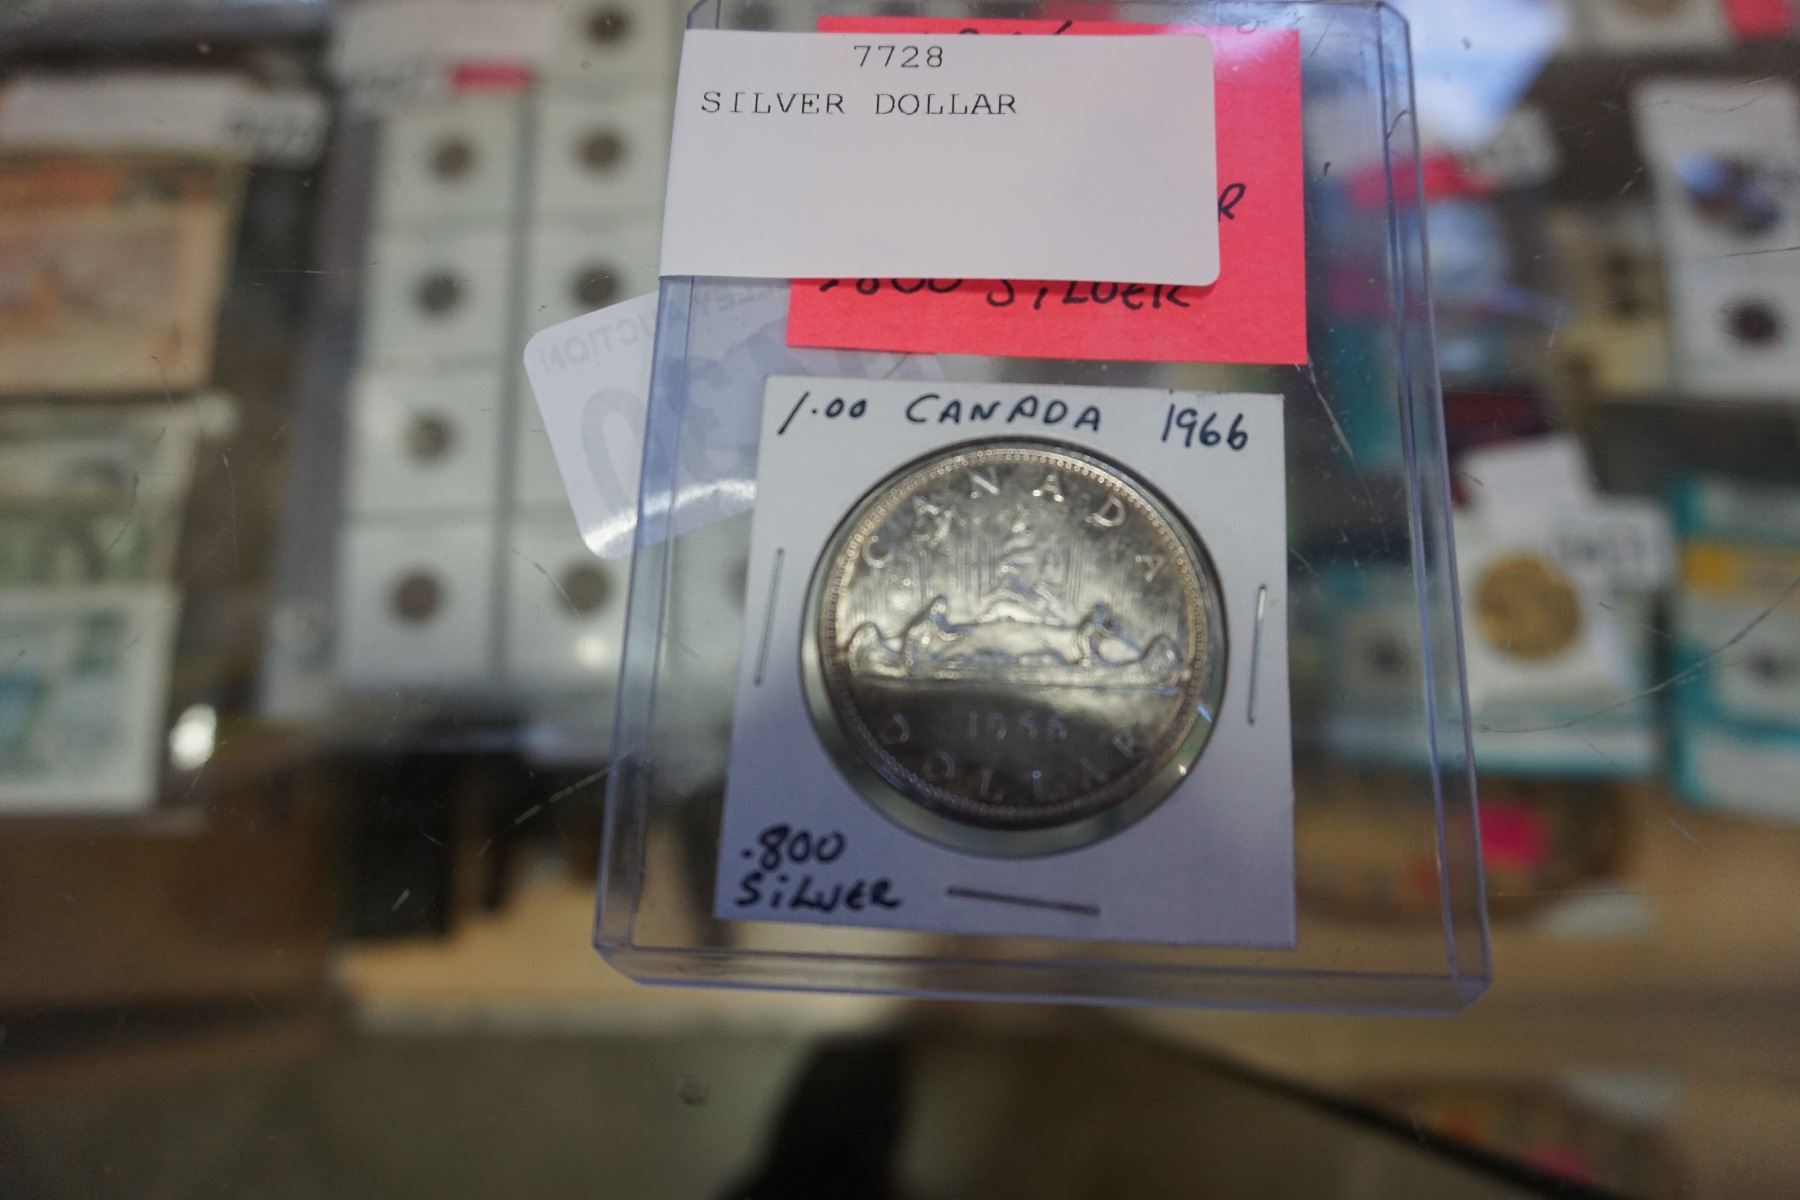 7728
SILVER DOLLAR
R
.800 SILVER
1.00 CANADA 1966
CANADA
1966
DOLLAR
.800
SILVER